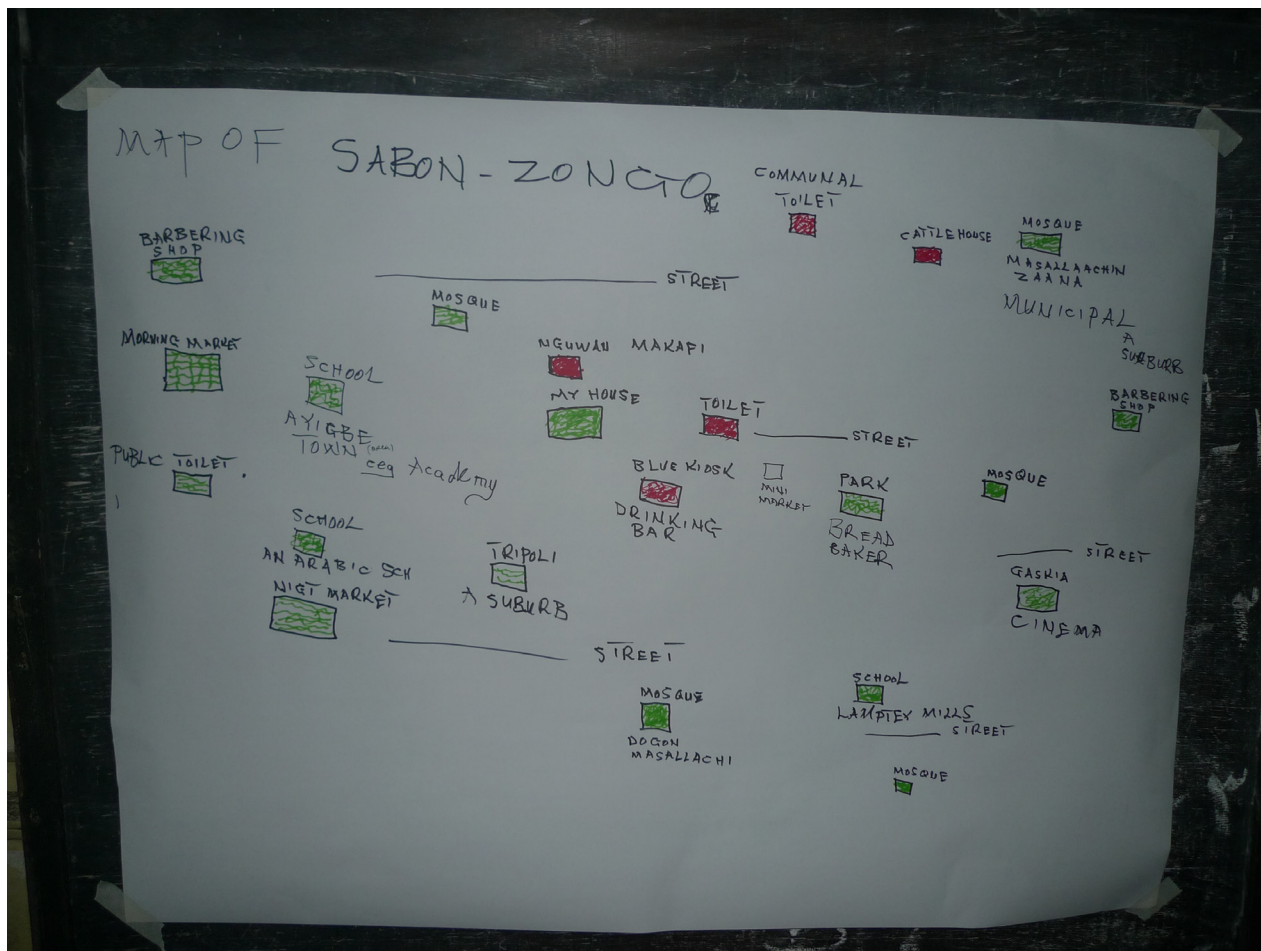 MAP OF SABON-ZONGO
COMMUNAL
TOILET
CATTLE HOUSE
MOSQUE
MASALLAACHIN
ZAANA
BARBERING
SHOP
STREET
MUNICIPAL
A
SURBURB
MOSQUE
MORNING MARKET
NGUWAN MAKAFI
SCHOOL
AYIGBE
TOWN
ceq Academy
MY HOUSE
TOILET
STREET
BARBERING
SHOP
PUBLIC TOILET
BLUE KIOSK
DRINKING
BAR
MINI
MARKET
PARK
BREAD
BAKER
MOSQUE
SCHOOL
AN ARABIC SCH
TRIPOLI
A SUBURB
STREET
GASKIA
CINEMA
NIGT MARKET
STREET
MOSQUE
DOGON
MASALLACHI
SCHOOL
LAMPTEX MILLS
STREET
MOSQUE